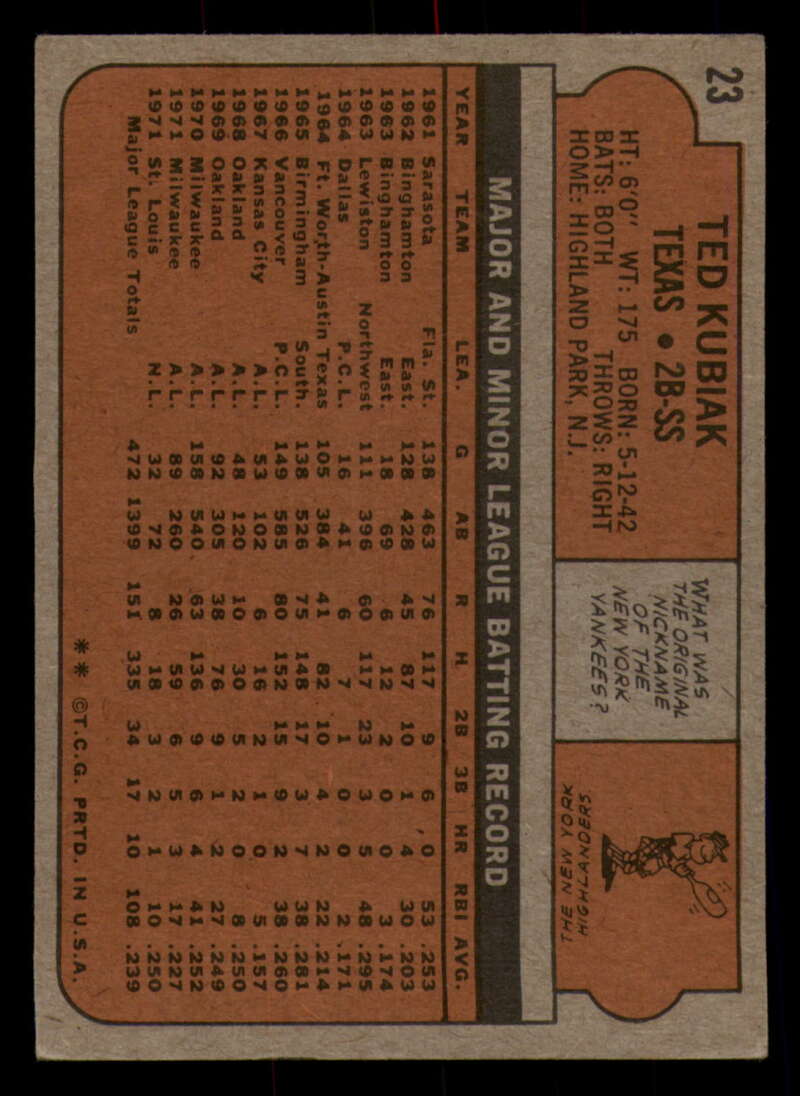 23
TED KUBIAK
TEXAS • 2B-SS
HT: 6'0" WT: 175 BORN: 5-12-42
BATS: BOTH THROWS: RIGHT
HOME: HIGHLAND PARK, N.J.
WHAT WAS
THE ORIGINAL
NICKNAME
OF THE
NEW YORK
YANKEES?
THE NEW YORK
HIGHLANDERS
MAJOR AND MINOR LEAGUE BATTING RECORD
YEAR TEAM LEA. G AB R H 2B 3B HR RBI AVG.
1961 Sarasota Fla. St. 138 463 76 117 9 6 0 53 .253
1962 Binghamton East. 128 428 45 87 10 1 4 30 .203
1963 Binghamton East. 18 69 6 12 2 0 0 3 .174
1963 Lewiston Northwest 111 396 60 117 23 3 5 48 .295
1964 Dallas P.C.L. 16 41 6 7 1 0 0 2 .171
1964 Ft. Worth-Austin Texas 105 384 41 82 10 4 2 22 .214
1965 Birmingham South. 138 526 75 148 17 3 7 38 .281
1966 Vancouver P.C.L. 149 585 80 152 15 9 2 38 .260
1967 Kansas City A.L. 53 102 6 16 2 1 0 5 .157
1968 Oakland A.L. 48 120 10 30 5 2 0 8 .250
1969 Oakland A.L. 92 305 38 76 9 1 2 27 .249
1970 Milwaukee A.L. 158 540 63 136 9 6 4 41 .252
1971 Milwaukee A.L. 89 260 26 59 6 5 3 17 .227
1971 St. Louis N.L. 32 72 8 18 3 2 1 10 .250
Major League Totals 472 1399 151 335 34 17 10 108 .239
** ©T.C.G. PRTD. IN U.S.A.